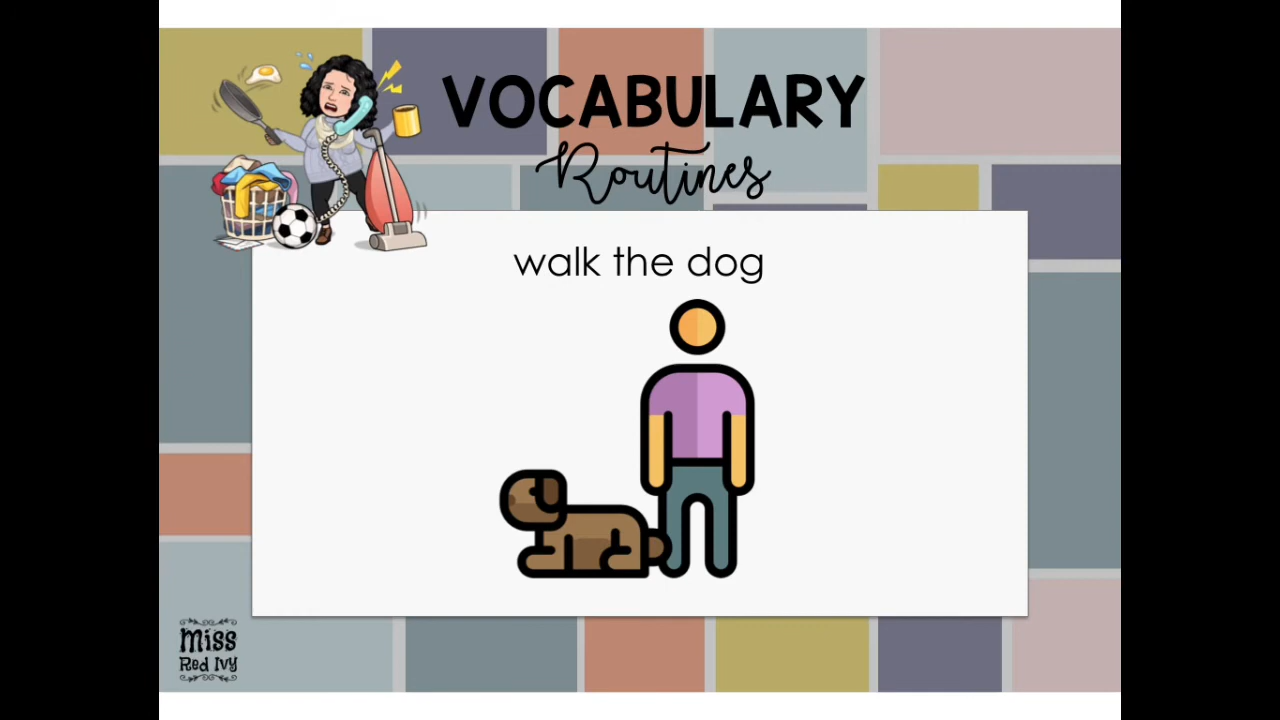 VOCABULARY
Routines
walk the dog
Miss
Red Ivy